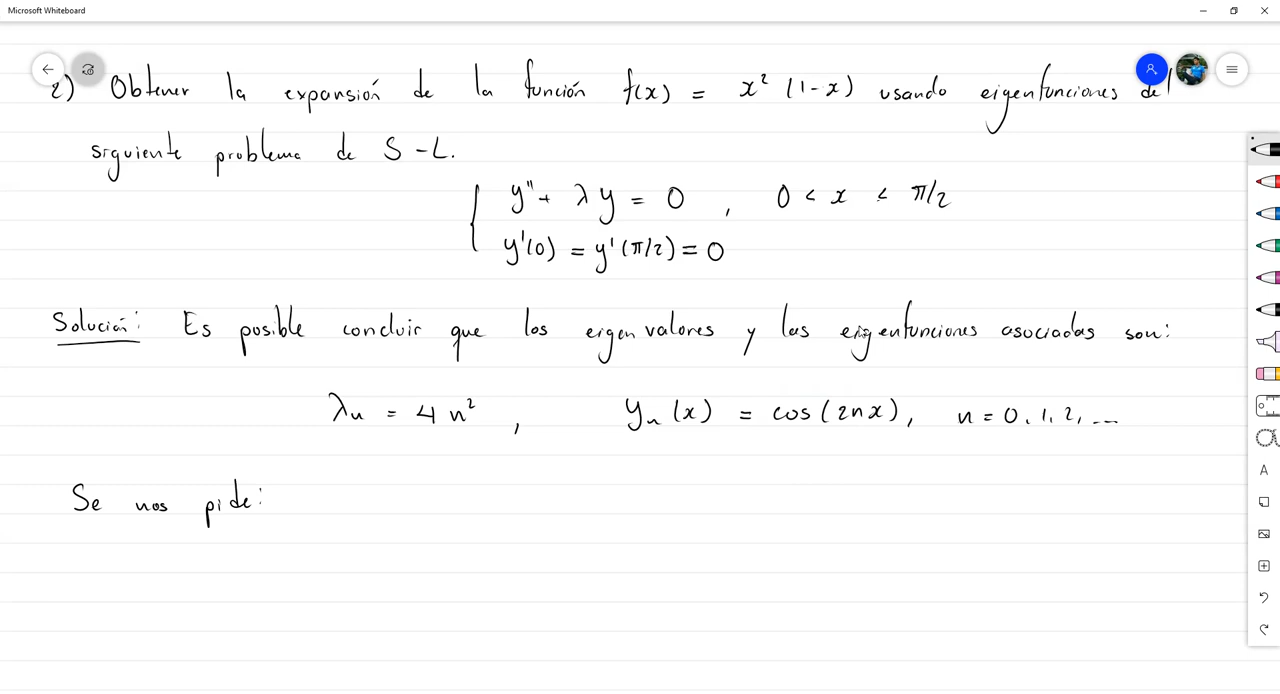 Microsoft Whiteboard
2) Obtener la expansión de la función f(x) = x² (1-x) usando eigenfunciones del
siguiente problema de S-L.
y'' + λy = 0 , 0 < x < π/2
y'(0) = y'(π/2) = 0
Solución: Es posible concluir que los eigenvalores y las eigenfunciones asociadas son:
λn = 4n² , yn(x) = cos(2nx), n = 0, 1, 2, ...
Se nos pide:
A